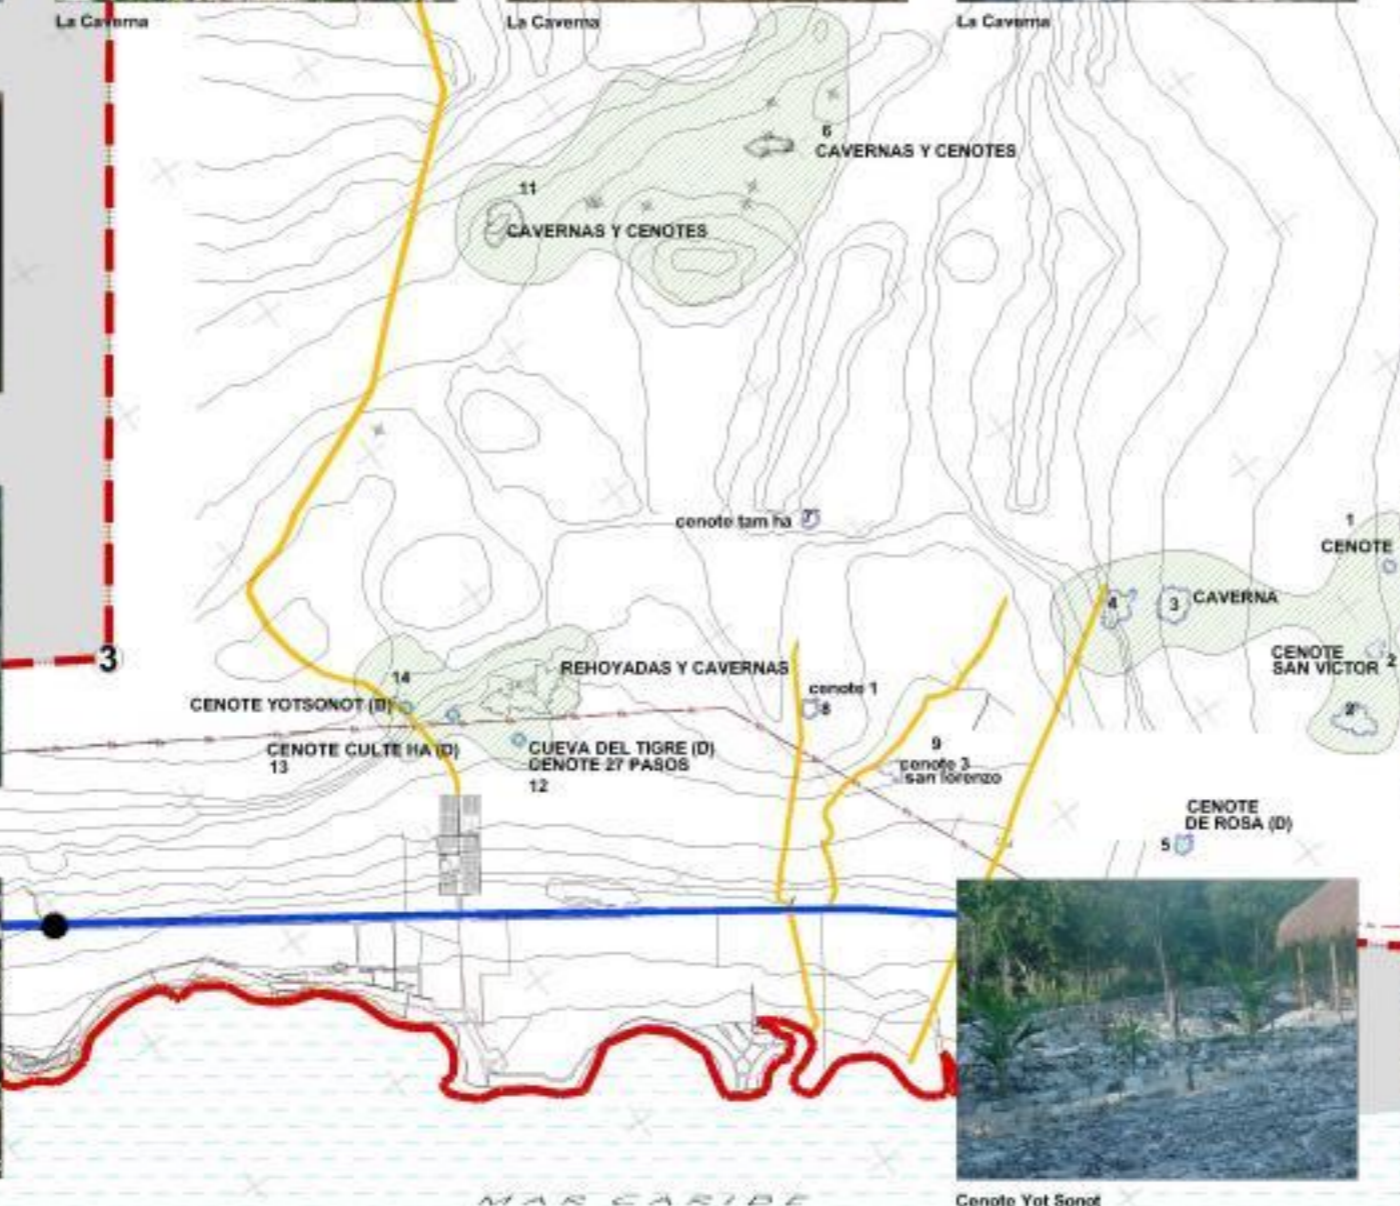 La Caverna
La Caverna
La Caverna
6
CAVERNAS Y CENOTES
11
CAVERNAS Y CENOTES
cenote tam ha
7
1
CENOTE
4
3
CAVERNA
3
CENOTE
SAN VICTOR
2
2
14
REHOYADAS Y CAVERNAS
CENOTE YOTSONOT (D)
cenote 1
8
CENOTE CULTE HA (D)
13
CUEVA DEL TIGRE (D)
CENOTE 27 PASOS
12
9
cenote 3
san lorenzo
CENOTE
DE ROSA (D)
5
MAR CARIBE
Cenote Yot Sonot